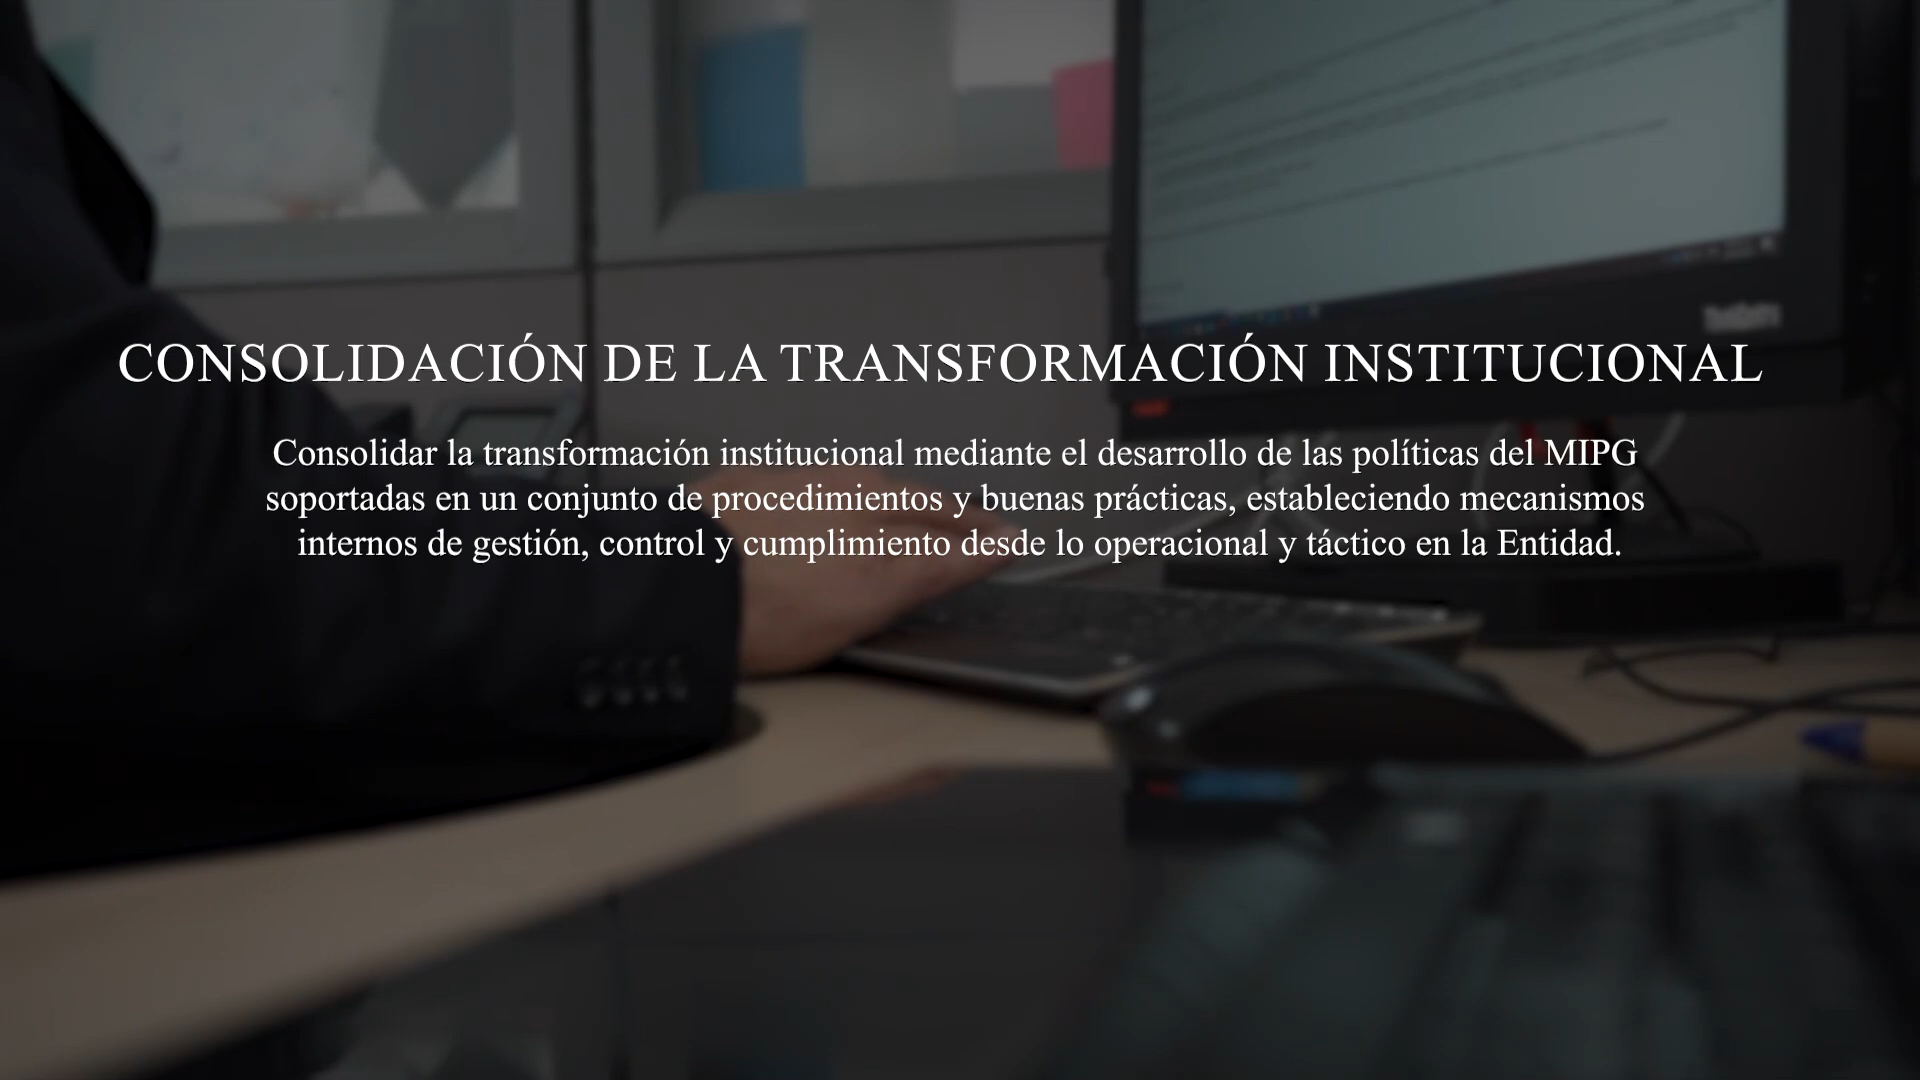 CONSOLIDACIÓN DE LA TRANSFORMACIÓN INSTITUCIONAL
Consolidar la transformación institucional mediante el desarrollo de las políticas del MIPG
soportadas en un conjunto de procedimientos y buenas prácticas, estableciendo mecanismos
internos de gestión, control y cumplimiento desde lo operacional y táctico en la Entidad.